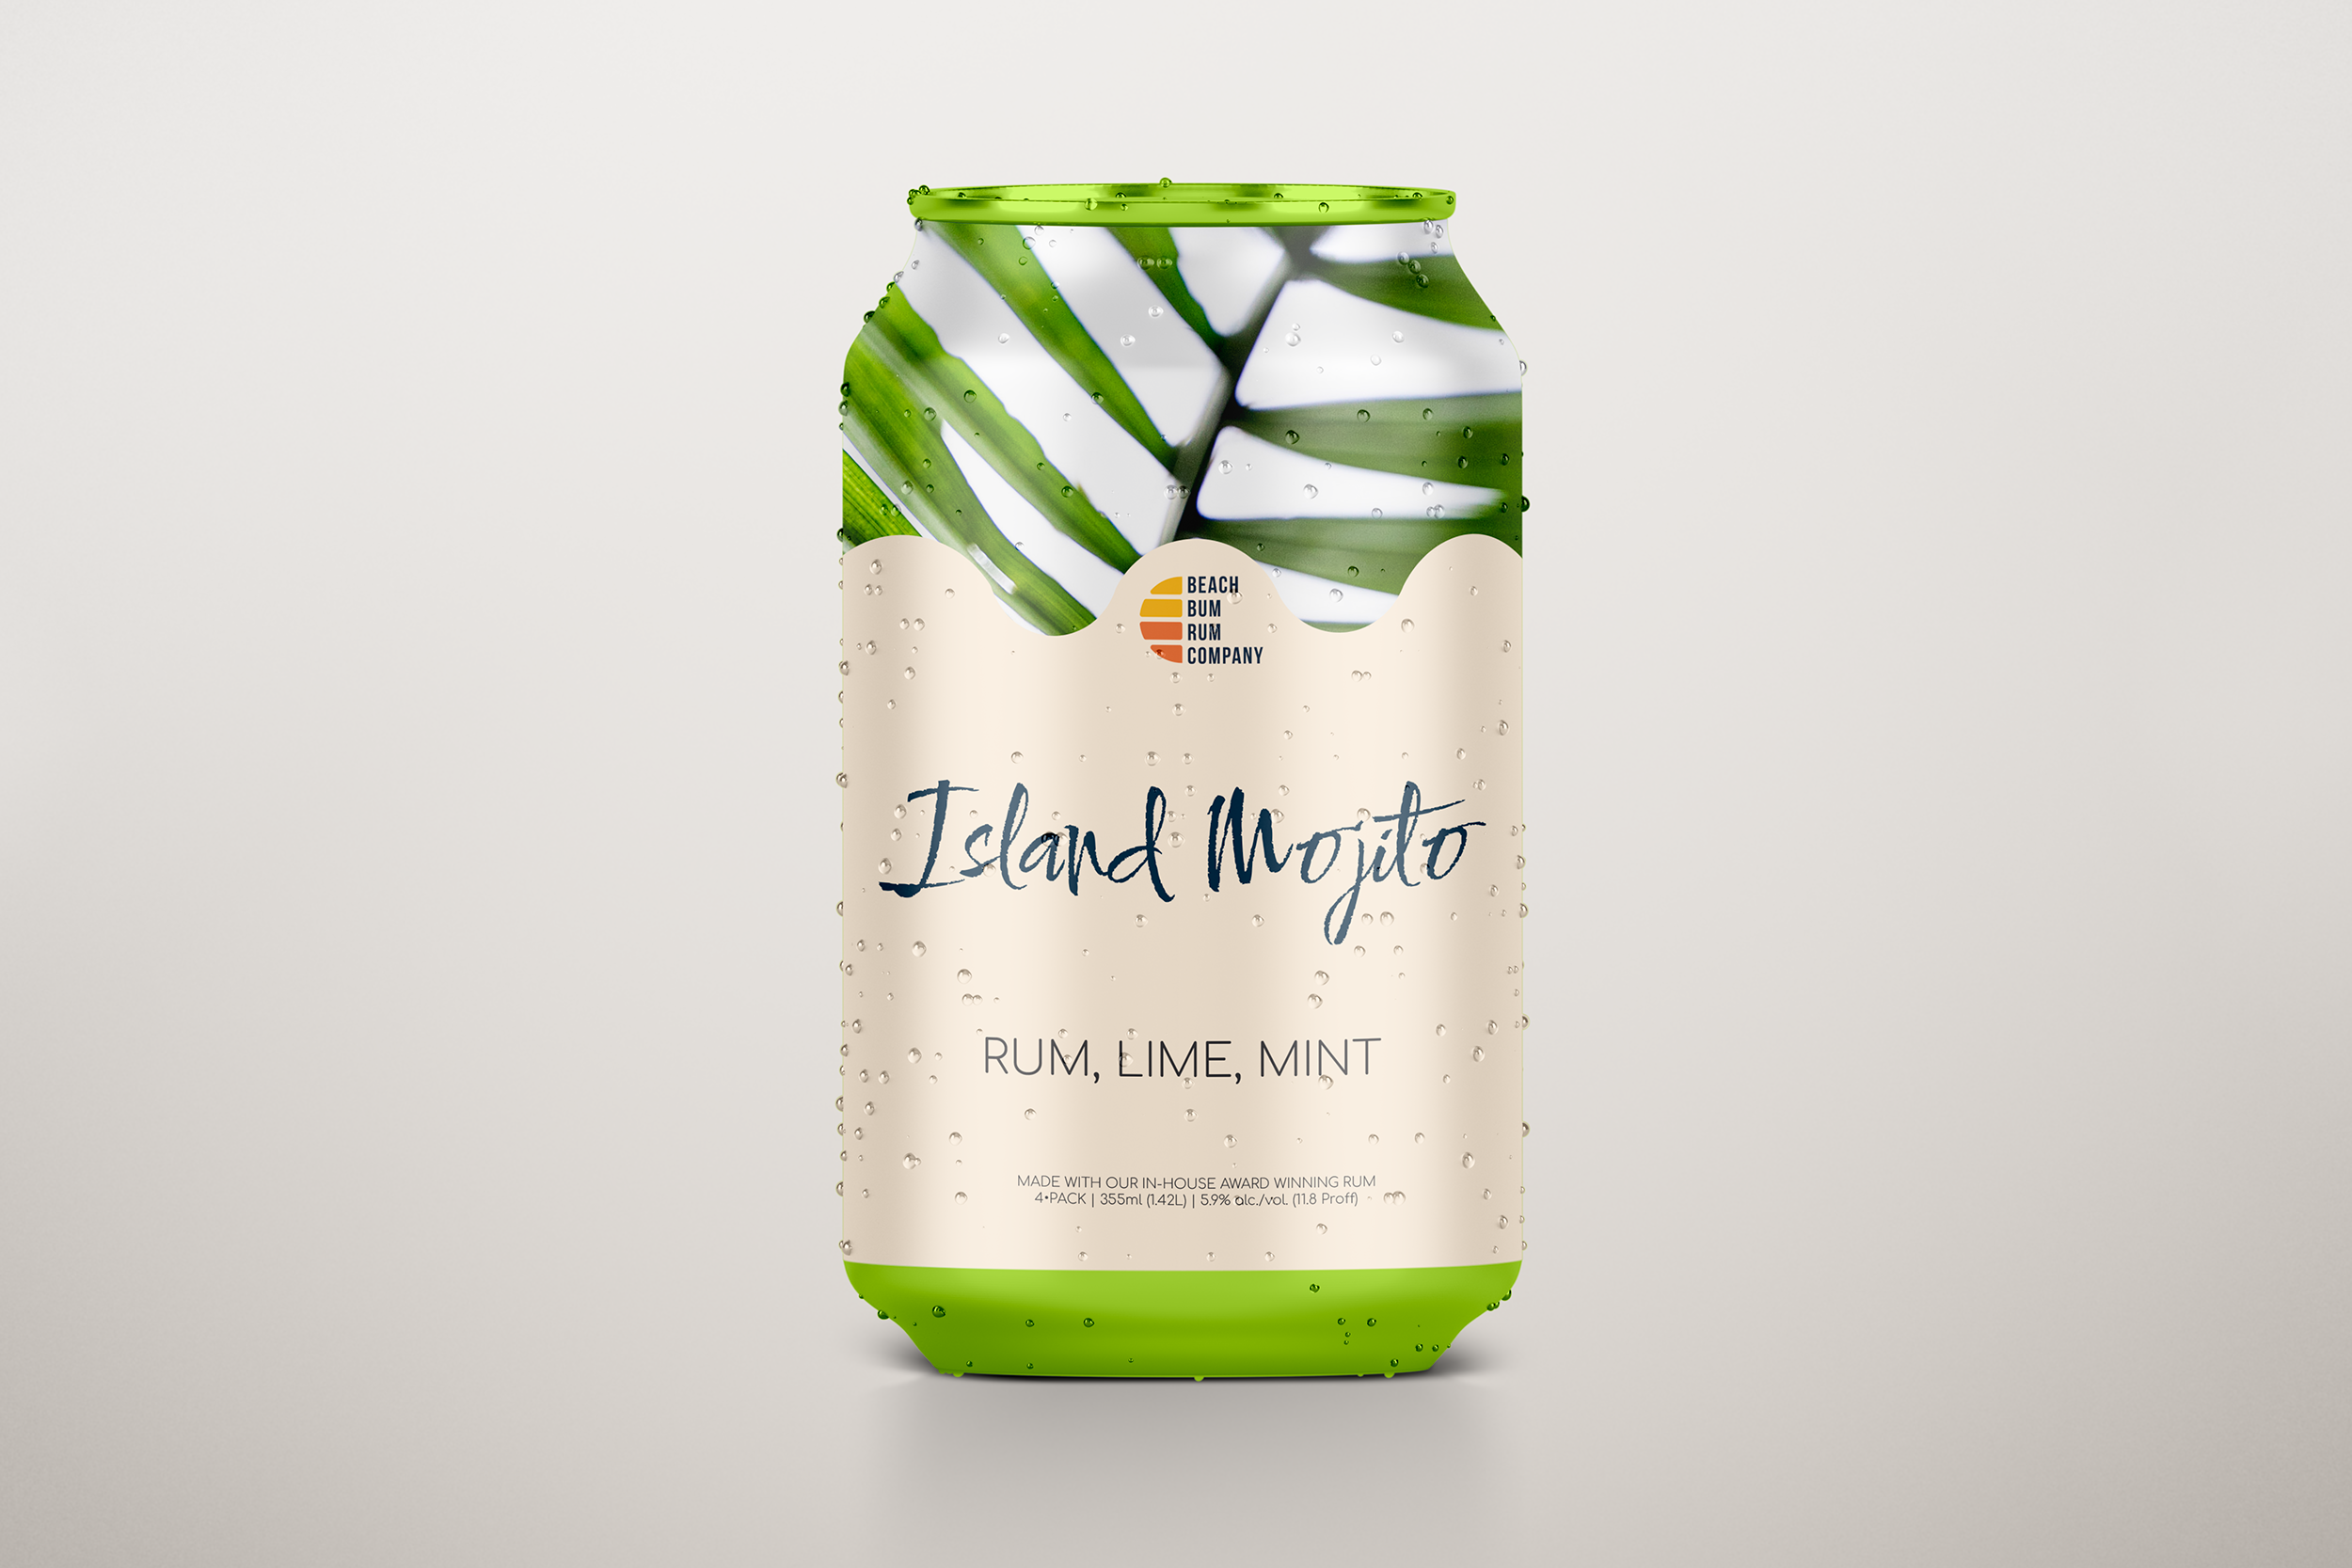 BEACH
BUM
RUM
COMPANY
Island Mojito
RUM, LIME, MINT
MADE WITH OUR IN-HOUSE AWARD WINNING RUM
4•PACK | 355ml (1.42L) | 5.9% alc./vol. (11.8 Proff)